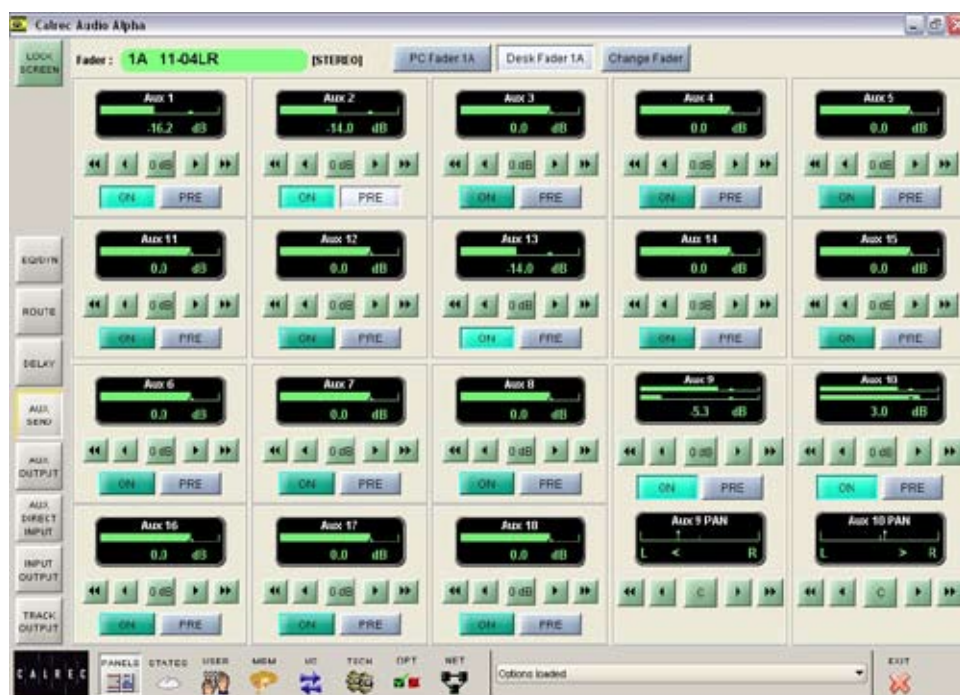 Calrec Audio Alpha
LOCK SCREEN
Fader : 1A 11-04LR [STEREO] PC Fader 1A Desk Fader 1A Change Fader
Aux 1 Aux 2 Aux 3 Aux 4 Aux 5
-16.2 dB -14.0 dB 0.0 dB 0.0 dB 0.0 dB
0 dB 0 dB 0 dB 0 dB 0 dB
ON PRE ON PRE ON PRE ON PRE ON PRE
EQ/DYN
ROUTE
DELAY
AUX SEND
AUX OUTPUT
AUX DIRECT INPUT
INPUT OUTPUT
TRACK OUTPUT
Aux 11 Aux 12 Aux 13 Aux 14 Aux 15
0.0 dB 0.0 dB -14.0 dB 0.0 dB 0.0 dB
0 dB 0 dB 0 dB 0 dB 0 dB
ON PRE ON PRE ON PRE ON PRE ON PRE
Aux 6 Aux 7 Aux 8 Aux 9 Aux 10
0.0 dB 0.0 dB 0.0 dB -5.3 dB 3.0 dB
0 dB 0 dB 0 dB 0 dB 0 dB
ON PRE ON PRE ON PRE ON PRE ON PRE
Aux 16 Aux 17 Aux 18 Aux 9 PAN Aux 10 PAN
0.0 dB 0.0 dB 0.0 dB L < R L > R
0 dB 0 dB 0 dB C C
ON PRE ON PRE ON PRE
CALREC PANELS STATES USER MEM I/O TECH OPT NET Options loaded EXIT